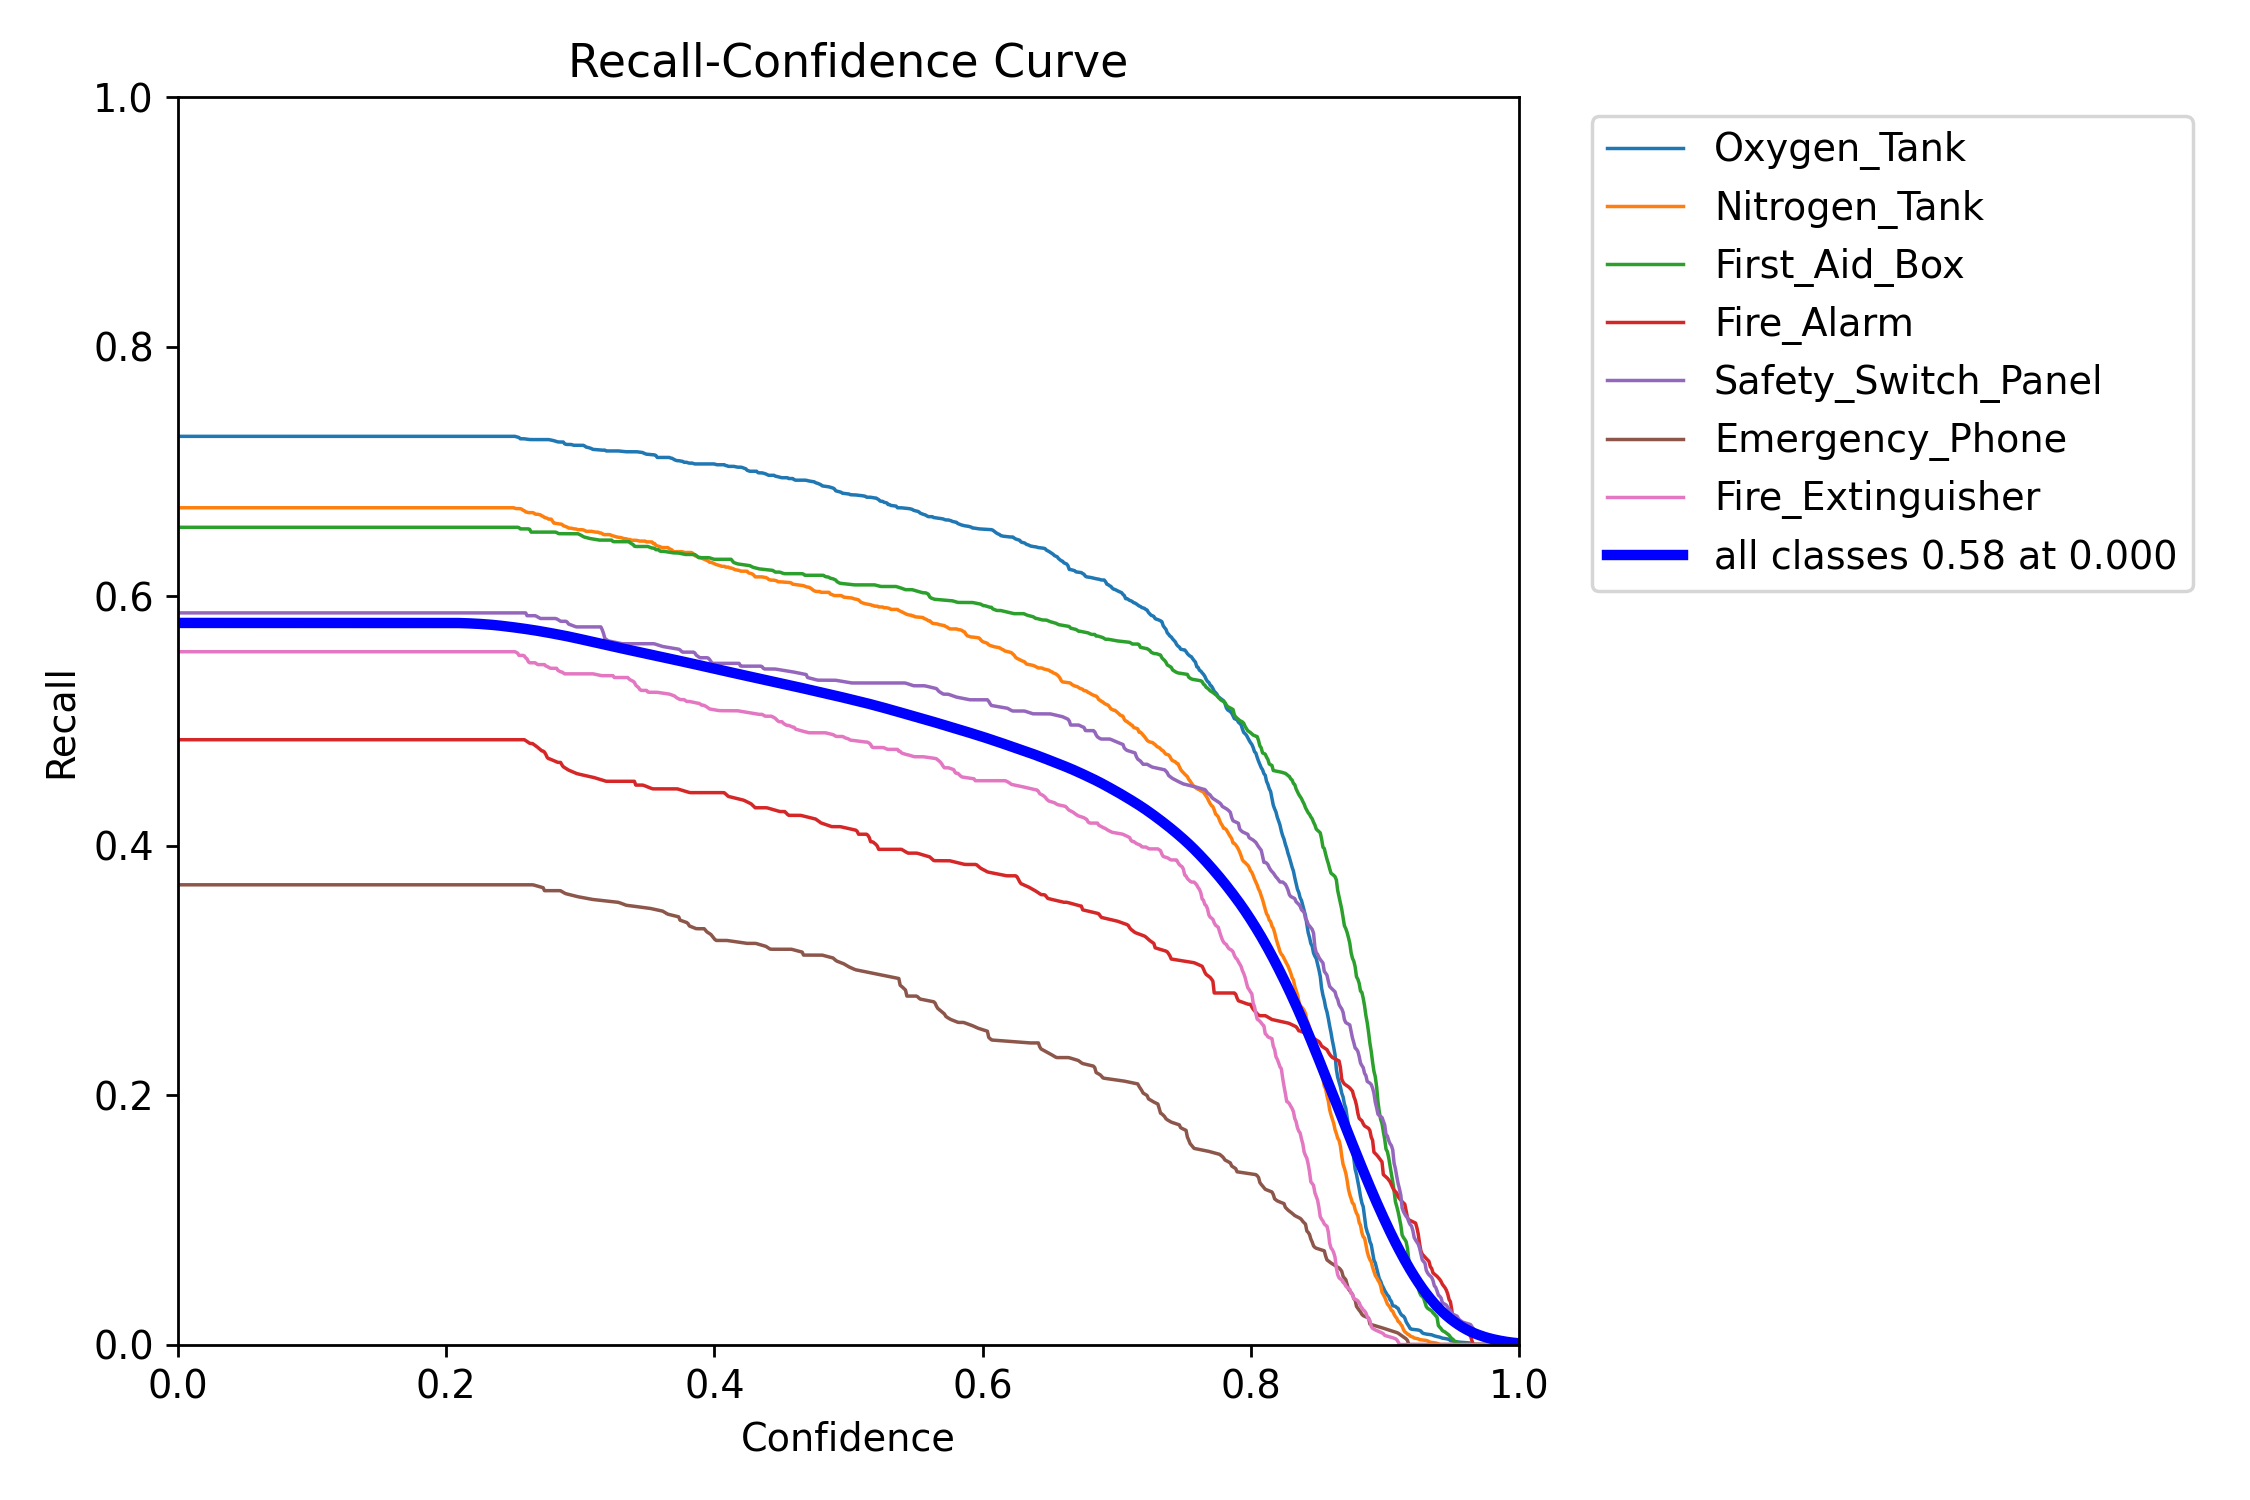 Recall-Confidence Curve
1.0
0.8
0.6
0.4
0.2
0.0
Recall
0.0 0.2 0.4 0.6 0.8 1.0
Confidence
Oxygen_Tank
Nitrogen_Tank
First_Aid_Box
Fire_Alarm
Safety_Switch_Panel
Emergency_Phone
Fire_Extinguisher
all classes 0.58 at 0.000